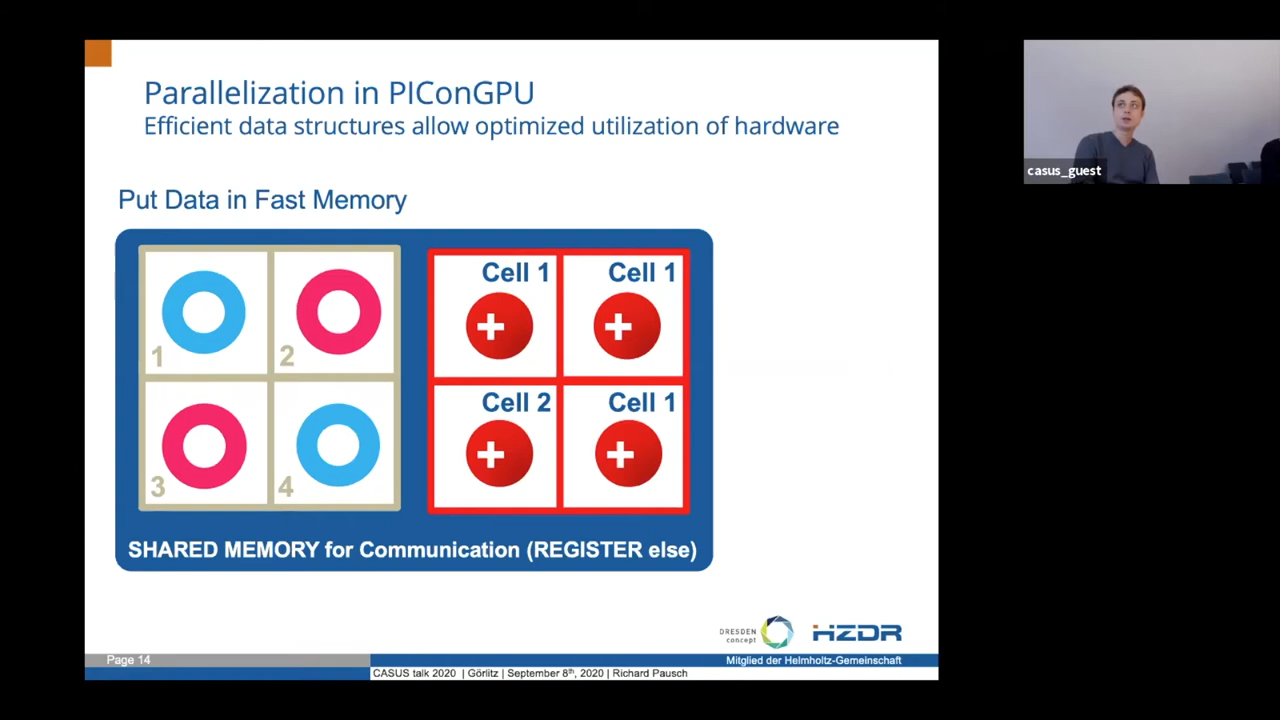 Parallelization in PIConGPU
Efficient data structures allow optimized utilization of hardware
casus_guest
Put Data in Fast Memory
Cell 1
Cell 1
1
2
Cell 2
Cell 1
3
4
SHARED MEMORY for Communication (REGISTER else)
DRESDEN
concept
HZDR
Page 14
Mitglied der Helmholtz-Gemeinschaft
CASUS talk 2020 | Görlitz | September 8th, 2020 | Richard Pausch